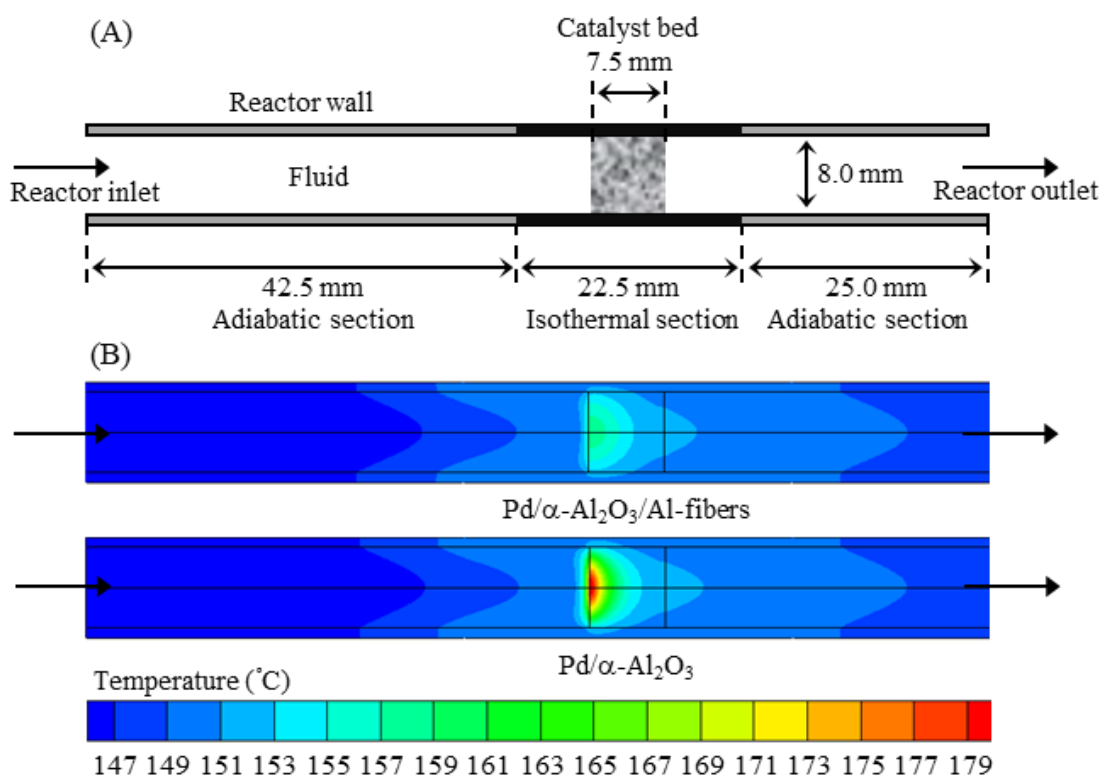 (A)
Catalyst bed
7.5 mm
Reactor wall
Reactor inlet
Fluid
8.0 mm
Reactor outlet
42.5 mm
22.5 mm
25.0 mm
Adiabatic section
Isothermal section
Adiabatic section
(B)
Pd/α-Al₂O₃/Al-fibers
Pd/α-Al₂O₃
Temperature (˚C)
147 149 151 153 155 157 159 161 163 165 167 169 171 173 175 177 179